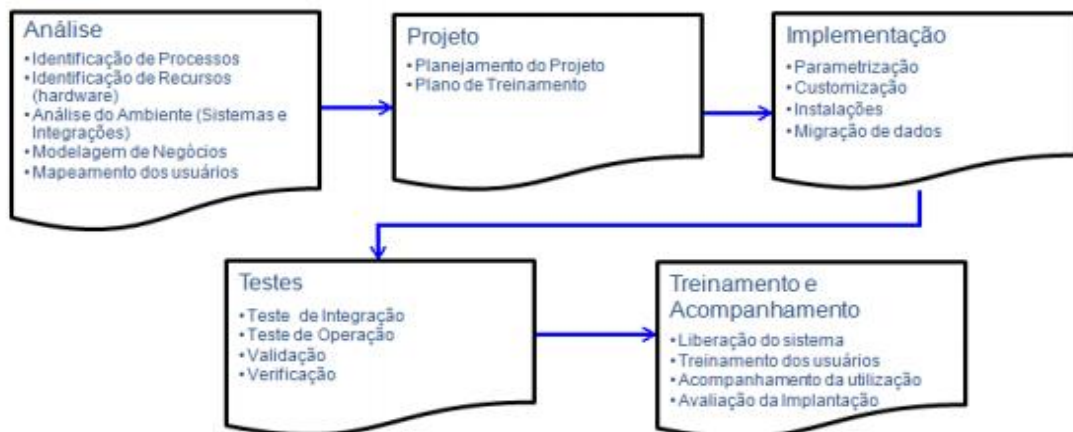 Análise
•Identificação de Processos
•Identificação de Recursos
(hardware)
•Análise do Ambiente (Sistemas e
Integrações)
•Modelagem de Negócios
•Mapeamento dos usuários
Projeto
•Planejamento do Projeto
•Plano de Treinamento
Implementação
•Parametrização
•Customização
•Instalações
•Migração de dados
Testes
•Teste de Integração
•Teste de Operação
•Validação
•Verificação
Treinamento e
Acompanhamento
•Liberação do sistema
•Treinamento dos usuários
•Acompanhamento da utilização
•Avaliação da Implantação